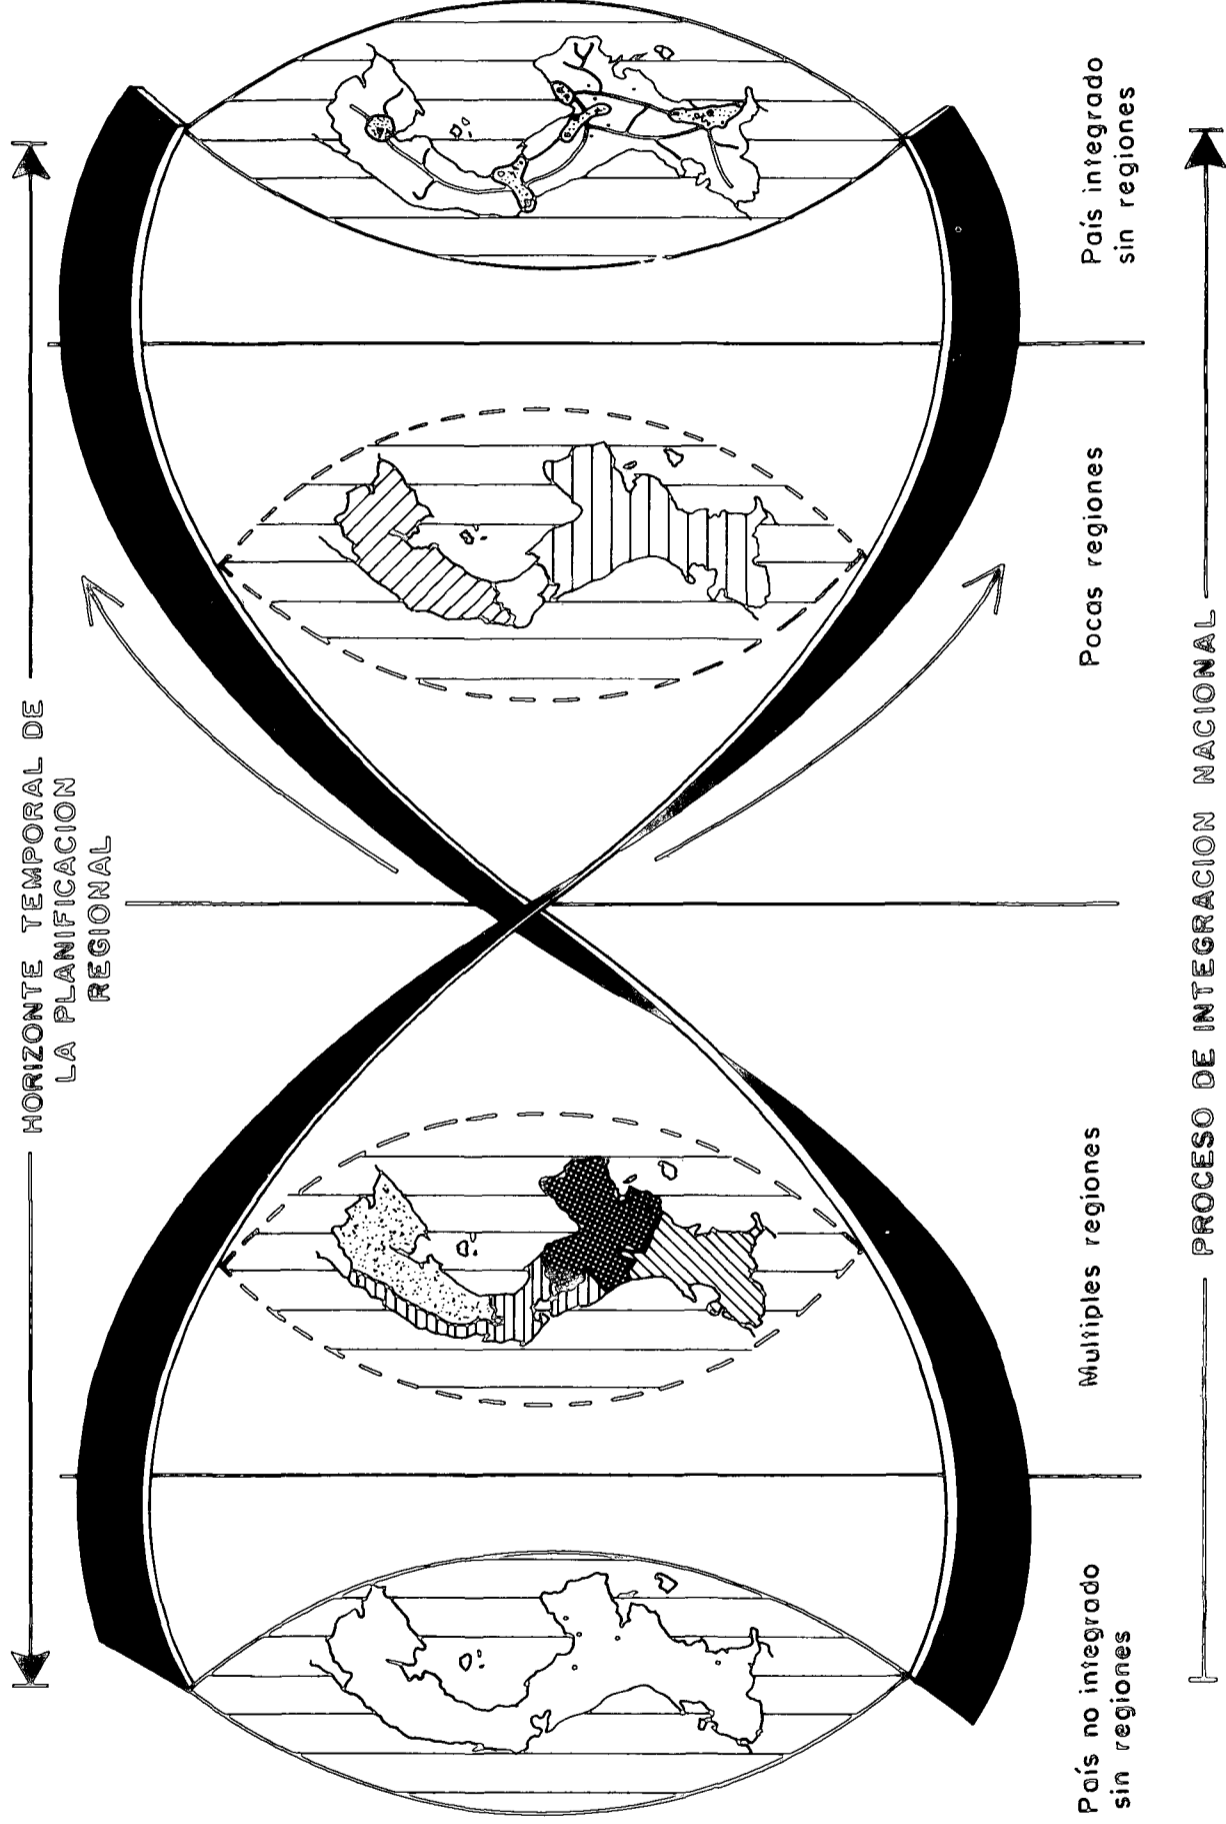 HORIZONTE TEMPORAL DE
LA PLANIFICACION
REGIONAL
País no integrado
sin regiones
Multiples regiones
Pocas regiones
País integrado
sin regiones
PROCESO DE INTEGRACION NACIONAL